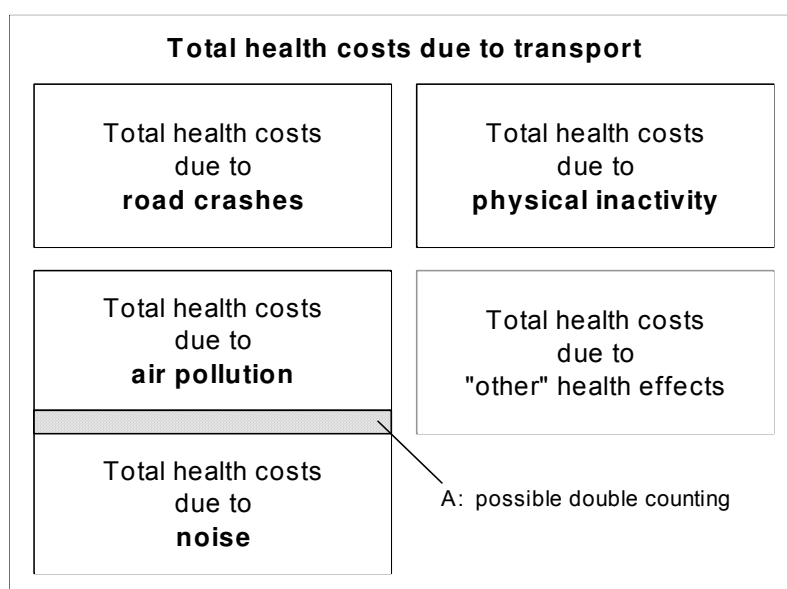 Total health costs due to transport
Total health costs
due to
road crashes
Total health costs
due to
physical inactivity
Total health costs
due to
air pollution
Total health costs
due to
"other" health effects
Total health costs
due to
noise
A: possible double counting